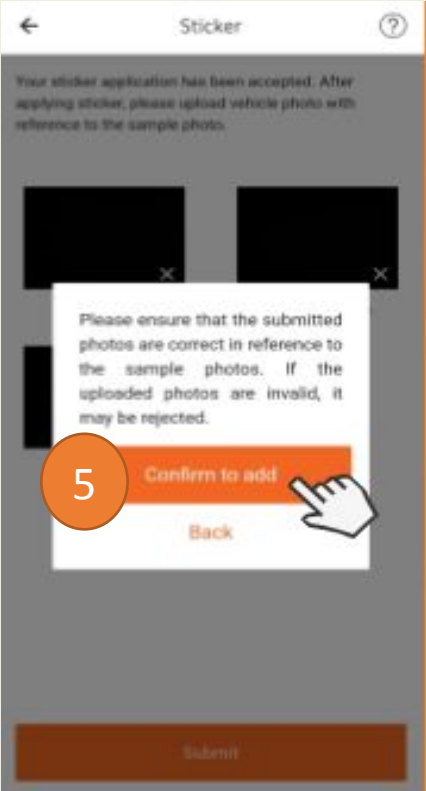 Sticker
?
Your sticker application has been accepted. After
applying sticker, please upload vehicle photo with
reference to the sample photo.
Please ensure that the submitted
photos are correct in reference to
the sample photos. If the
uploaded photos are invalid, it
may be rejected.
5
Confirm to add
Back
Submit